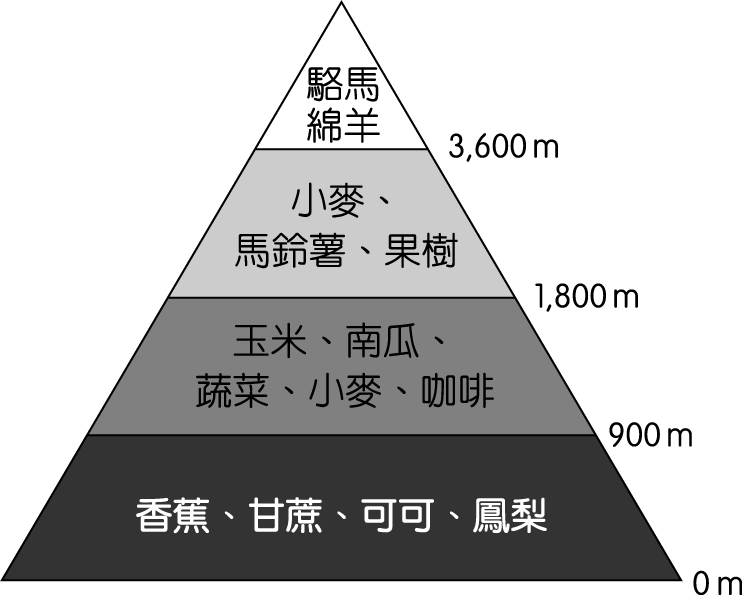 駱馬
綿羊
3,600 m
小麥、
馬鈴薯、果樹
1,800 m
玉米、南瓜、
蔬菜、小麥、咖啡
900 m
香蕉、甘蔗、可可、鳳梨
0 m